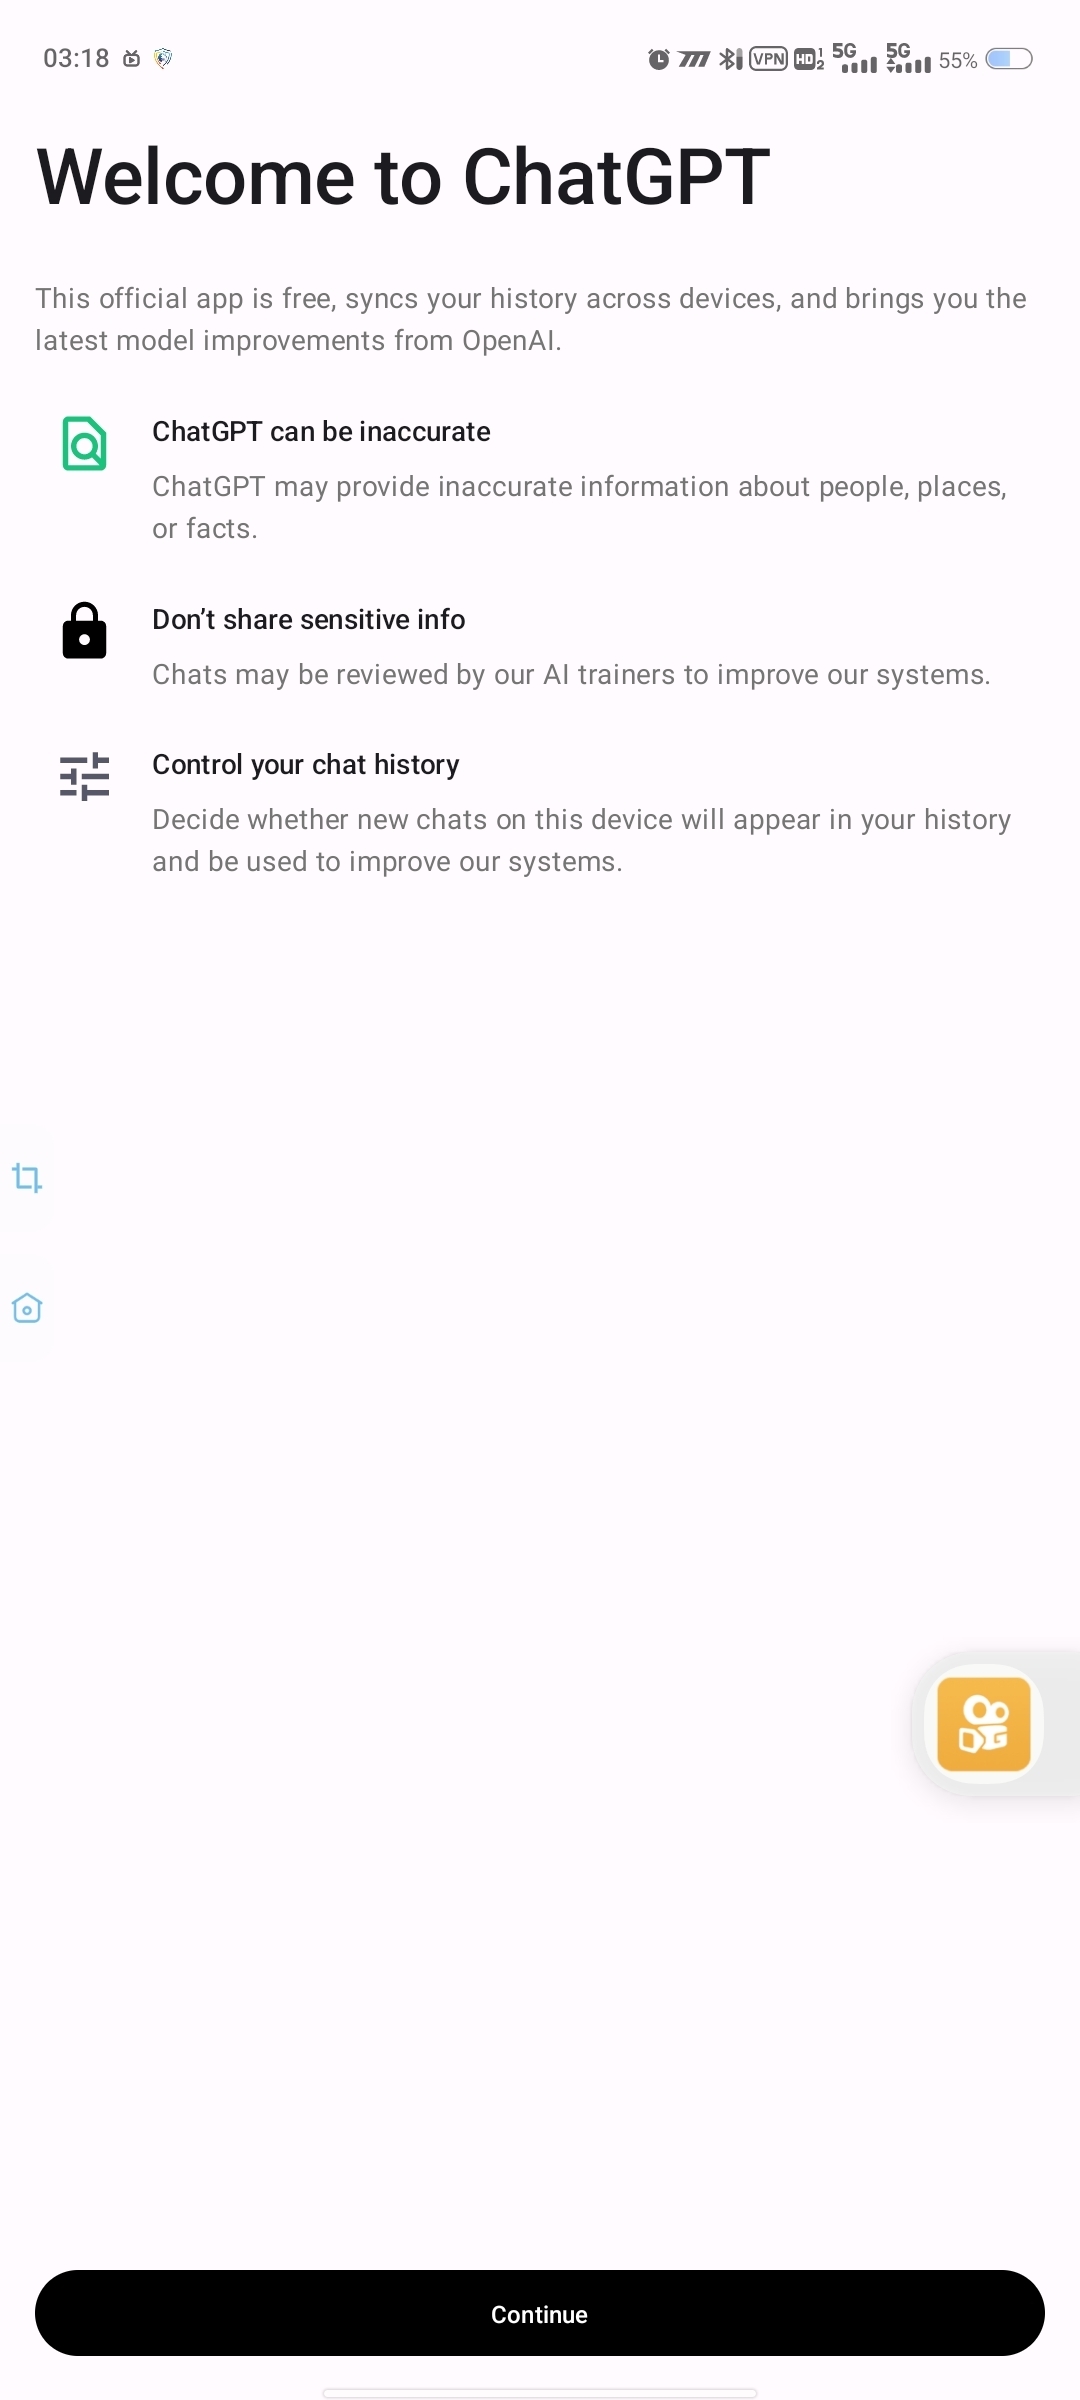 03:18
VPN HD 1 2 5G 5G 55%
Welcome to ChatGPT
This official app is free, syncs your history across devices, and brings you the
latest model improvements from OpenAI.
ChatGPT can be inaccurate
ChatGPT may provide inaccurate information about people, places,
or facts.
Don’t share sensitive info
Chats may be reviewed by our AI trainers to improve our systems.
Control your chat history
Decide whether new chats on this device will appear in your history
and be used to improve our systems.
Continue